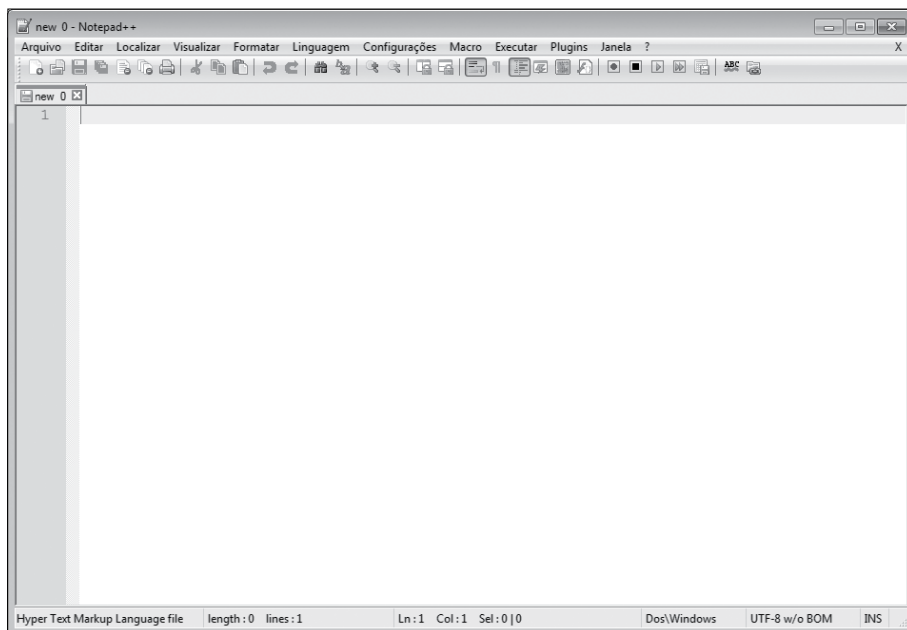 new 0 - Notepad++
Arquivo Editar Localizar Visualizar Formatar Linguagem Configurações Macro Executar Plugins Janela ? X
ABC
new 0
1
Hyper Text Markup Language file length : 0 lines : 1 Ln : 1 Col : 1 Sel : 0 | 0 Dos\Windows UTF-8 w/o BOM INS